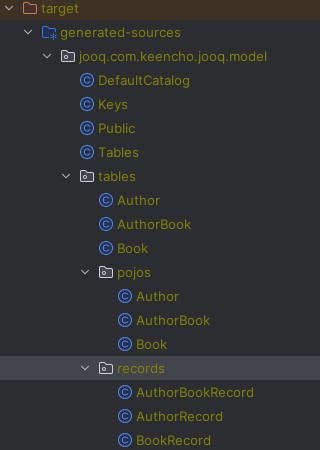 target
generated-sources
jooq.com.keencho.jooq.model
DefaultCatalog
Keys
Public
Tables
tables
Author
AuthorBook
Book
pojos
Author
AuthorBook
Book
records
AuthorBookRecord
AuthorRecord
BookRecord